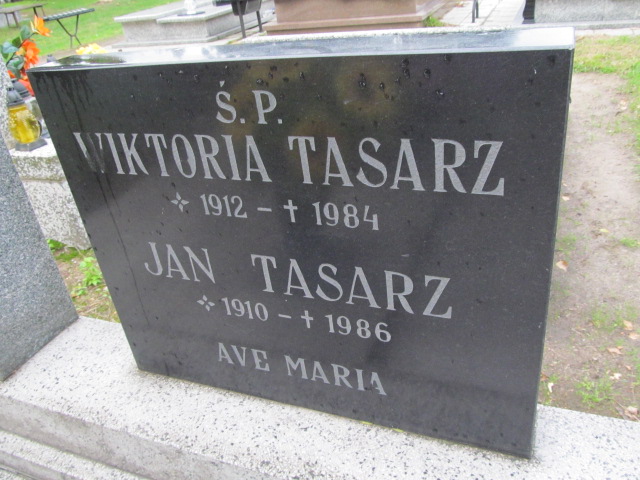 Ś.P.
WIKTORIA TASARZ
✧ 1912 – ✝ 1984
JAN TASARZ
✧ 1910 – ✝ 1986
AVE MARIA